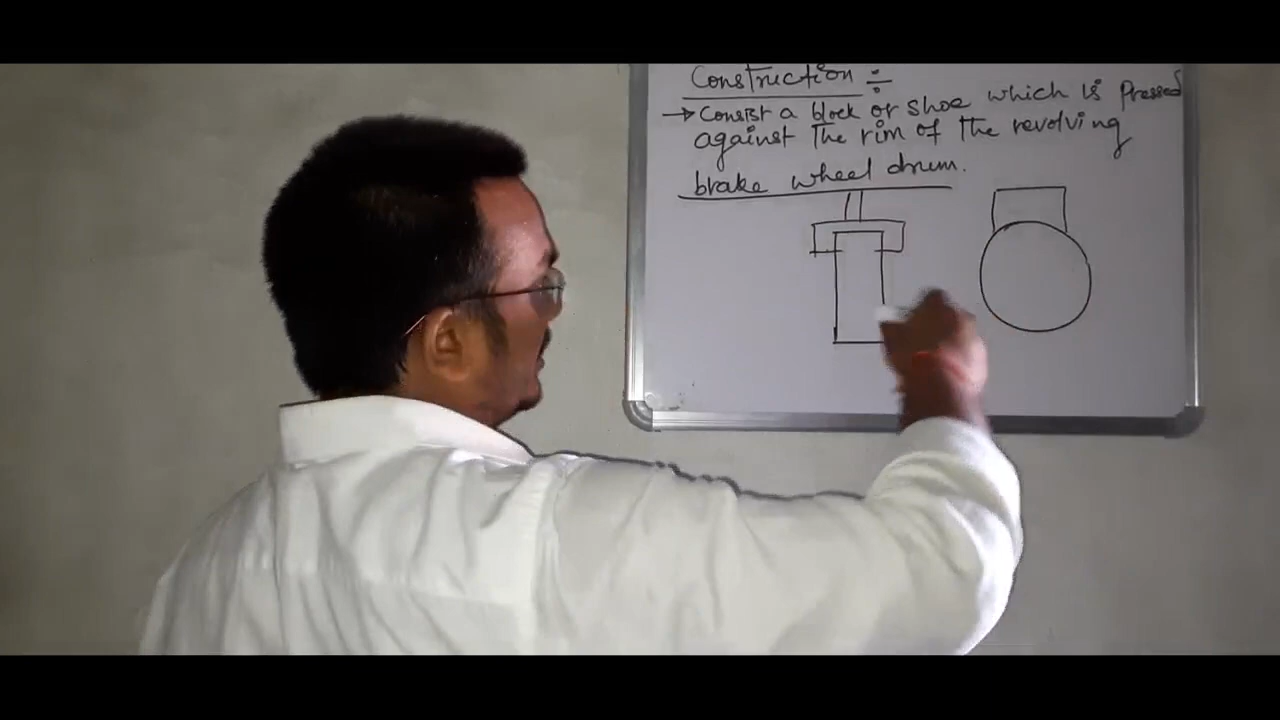 Construction ÷
→ Consist a block or shoe which is Pressed
against the rim of the revolving
brake wheel drum.